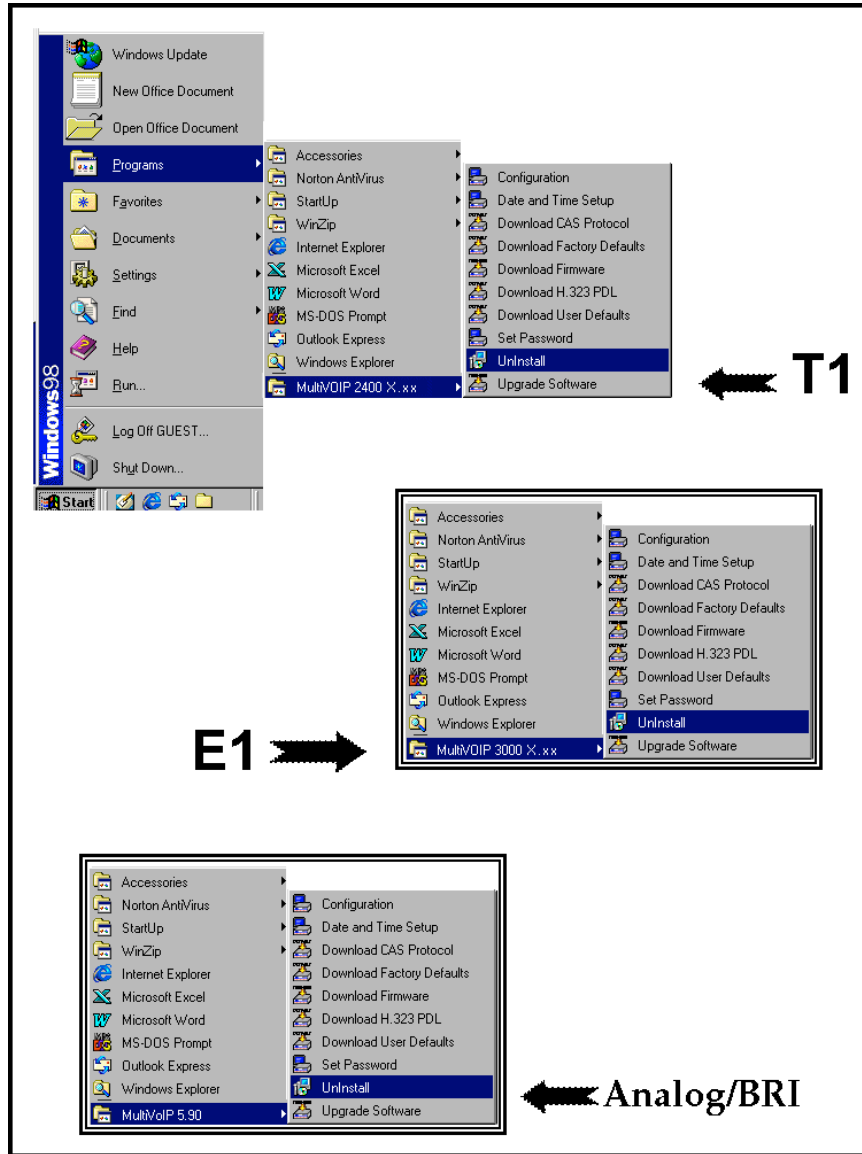 Windows Update
New Office Document
Open Office Document
Programs
Favorites
Documents
Settings
Find
Help
Run...
Log Off GUEST...
Shut Down...
Windows98
Start
Accessories
Norton AntiVirus
StartUp
WinZip
Internet Explorer
Microsoft Excel
Microsoft Word
MS-DOS Prompt
Outlook Express
Windows Explorer
MultiVOIP 2400 X.xx
Configuration
Date and Time Setup
Download CAS Protocol
Download Factory Defaults
Download Firmware
Download H.323 PDL
Download User Defaults
Set Password
UnInstall
Upgrade Software
T1
Accessories
Norton AntiVirus
StartUp
WinZip
Internet Explorer
Microsoft Excel
Microsoft Word
MS-DOS Prompt
Outlook Express
Windows Explorer
MultiVOIP 3000 X.xx
Configuration
Date and Time Setup
Download CAS Protocol
Download Factory Defaults
Download Firmware
Download H.323 PDL
Download User Defaults
Set Password
UnInstall
Upgrade Software
E1
Accessories
Norton AntiVirus
StartUp
WinZip
Internet Explorer
Microsoft Excel
Microsoft Word
MS-DOS Prompt
Outlook Express
Windows Explorer
MultiVoIP 5.90
Configuration
Date and Time Setup
Download CAS Protocol
Download Factory Defaults
Download Firmware
Download H.323 PDL
Download User Defaults
Set Password
UnInstall
Upgrade Software
Analog/BRI